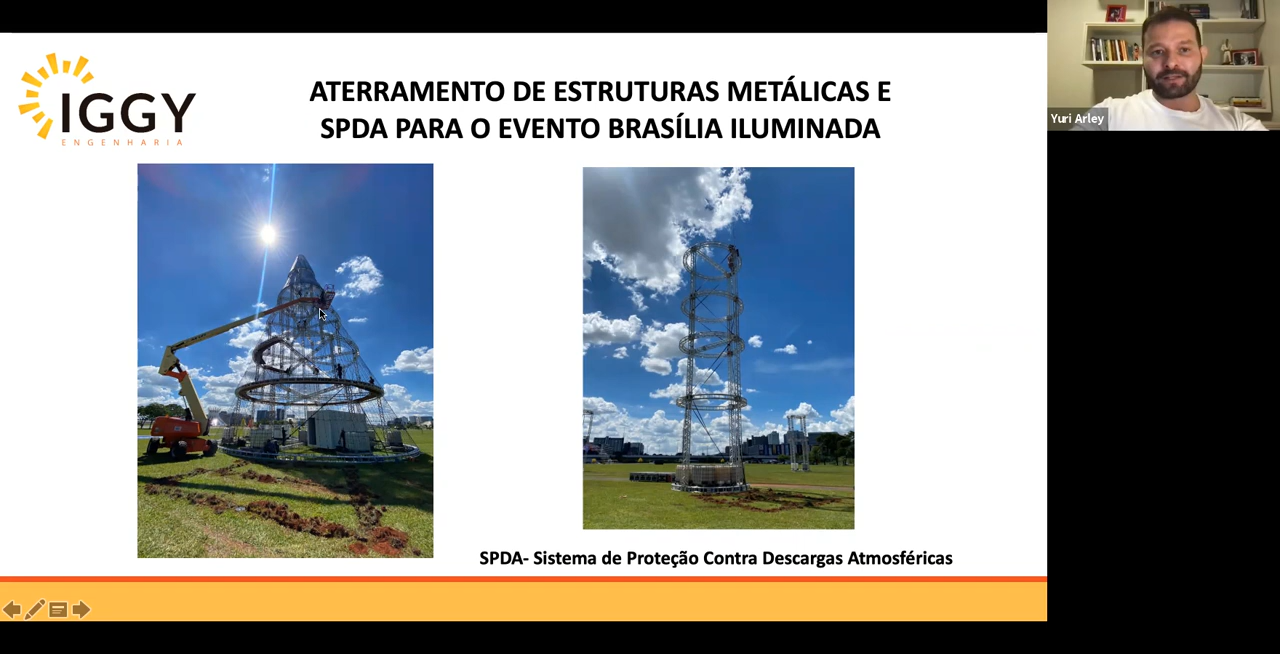 IGGY
ENGENHARIA
ATERRAMENTO DE ESTRUTURAS METÁLICAS E
SPDA PARA O EVENTO BRASÍLIA ILUMINADA
Yuri Arley
SPDA- Sistema de Proteção Contra Descargas Atmosféricas